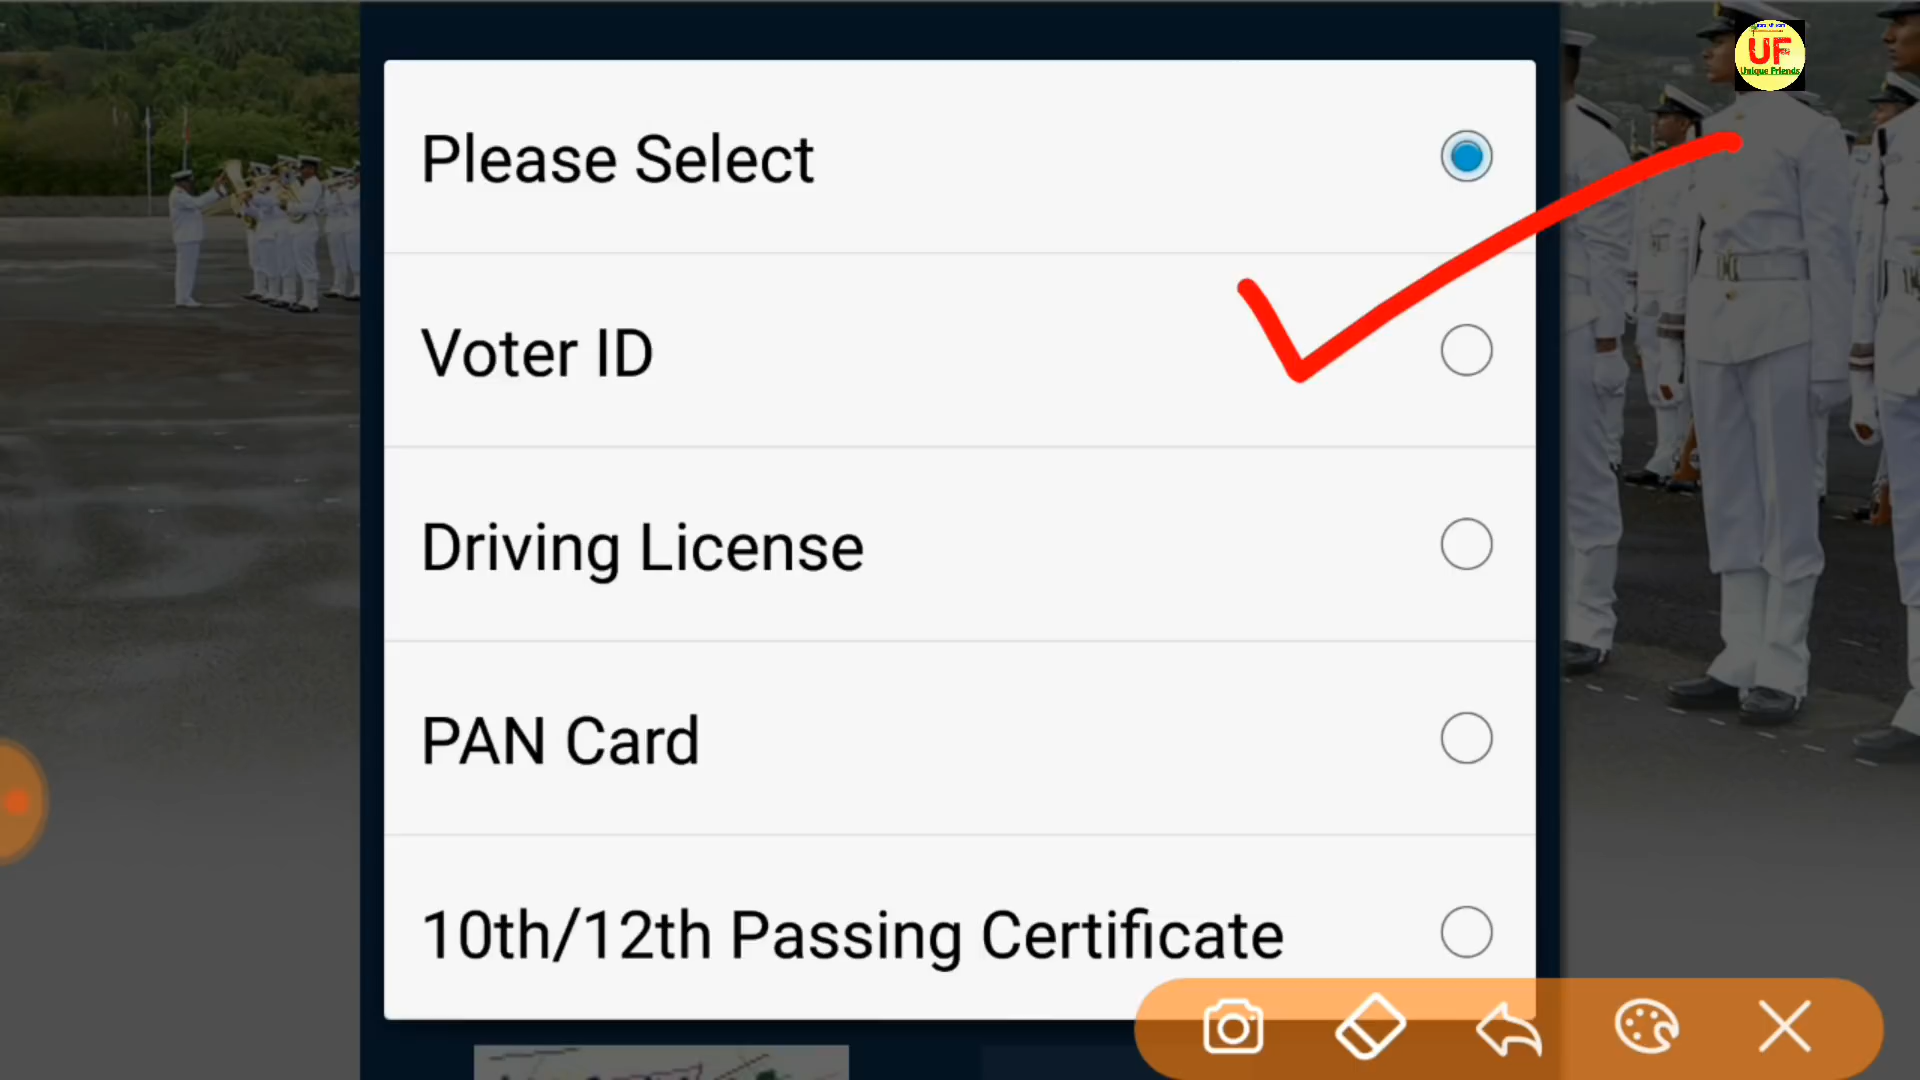 UF
Unique Friends
Please Select
Voter ID
Driving License
PAN Card
10th/12th Passing Certificate